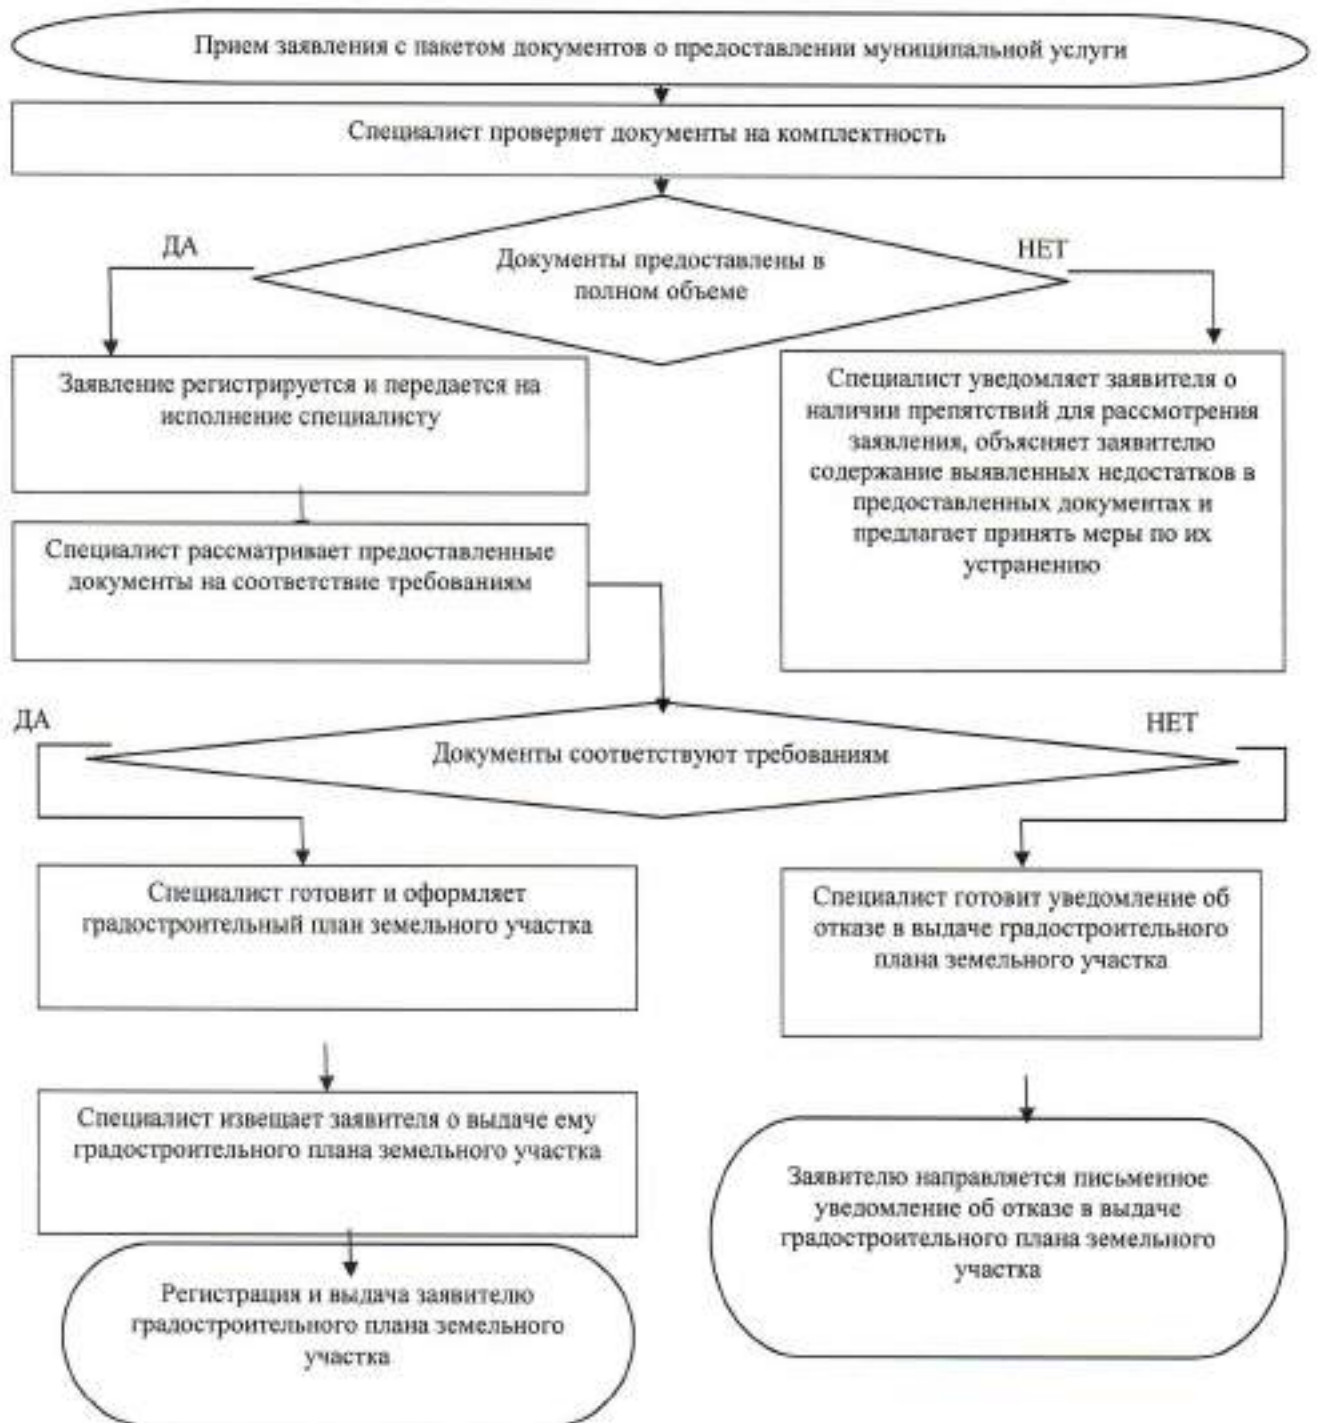 Прием заявления с пакетом документов о предоставлении муниципальной услуги
Специалист проверяет документы на комплектность
ДА
НЕТ
Документы предоставлены в
полном объеме
Заявление регистрируется и передается на
исполнение специалисту
Специалист уведомляет заявителя о
наличии препятствий для рассмотрения
заявления, объясняет заявителю
содержание выявленных недостатков в
предоставленных документах и
предлагает принять меры по их
устранению
Специалист рассматривает предоставленные
документы на соответствие требованиям
ДА
НЕТ
Документы соответствуют требованиям
Специалист готовит и оформляет
градостроительный план земельного участка
Специалист готовит уведомление об
отказе в выдаче градостроительного
плана земельного участка
Специалист извещает заявителя о выдаче ему
градостроительного плана земельного участка
Заявителю направляется письменное
уведомление об отказе в выдаче
градостроительного плана земельного
участка
Регистрация и выдача заявителю
градостроительного плана земельного
участка